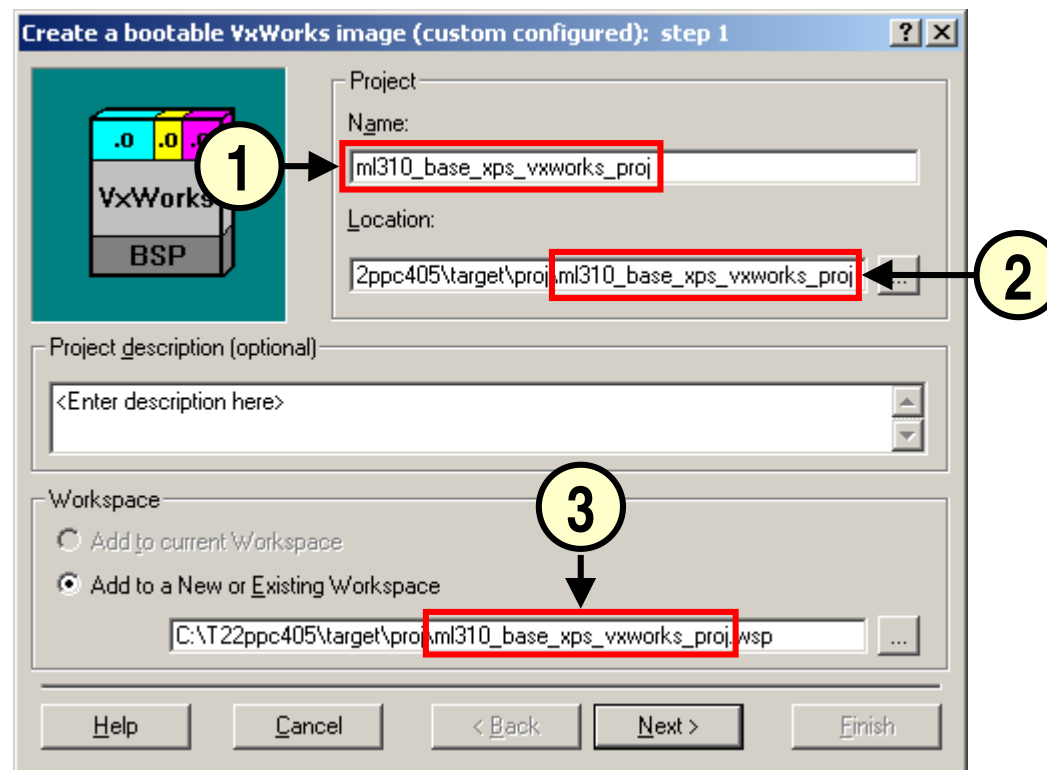 Create a bootable VxWorks image (custom configured): step 1
? X
.0 .0
VxWorks
BSP
1
Project
Name:
ml310_base_xps_vxworks_proj
Location:
2ppc405\target\proj\ml310_base_xps_vxworks_proj
...
2
Project description (optional)
<Enter description here>
Workspace
3
Add to current Workspace
Add to a New or Existing Workspace
C:\T22ppc405\target\proj\ml310_base_xps_vxworks_proj.wsp
...
Help Cancel < Back Next > Finish